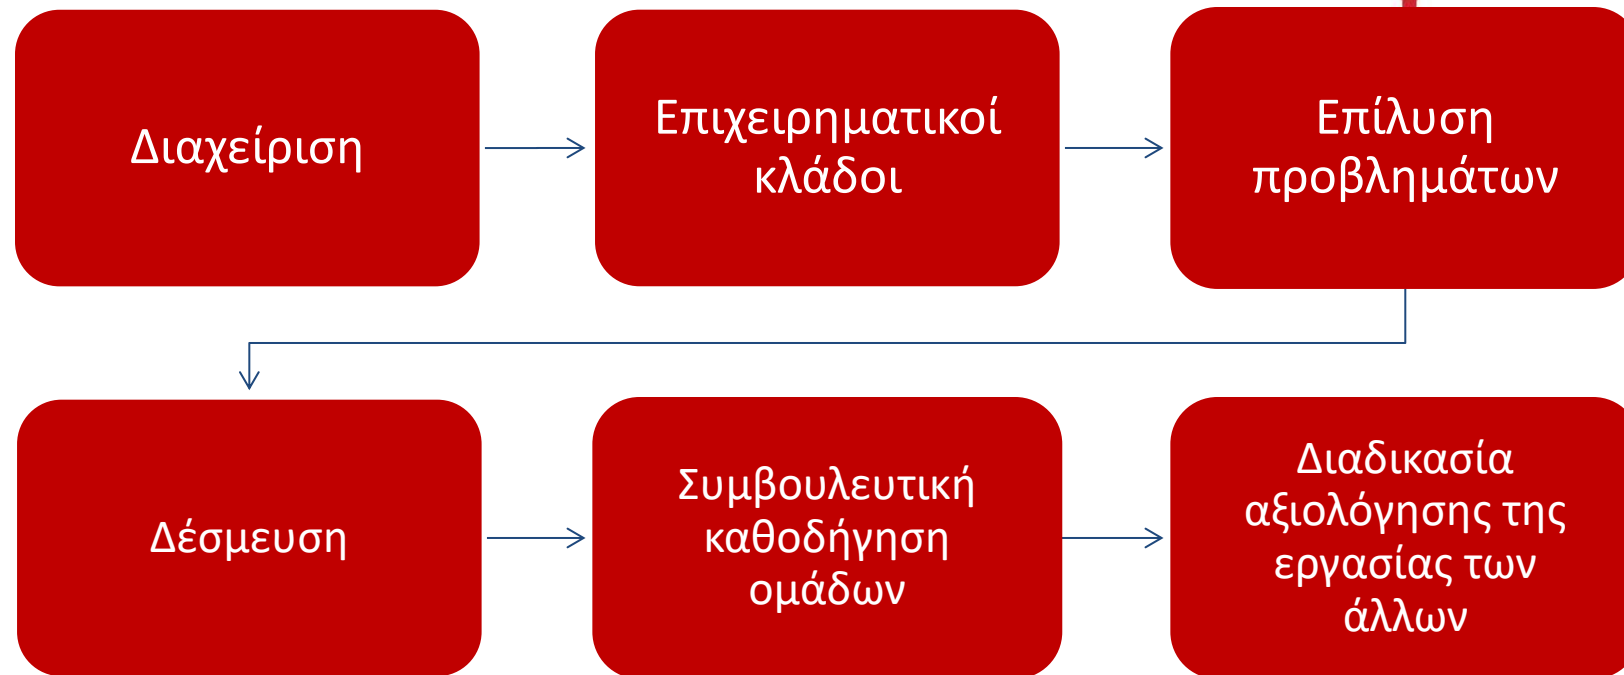 Διαχείριση
Επιχειρηματικοί
κλάδοι
Επίλυση
προβλημάτων
Δέσμευση
Συμβουλευτική
καθοδήγηση
ομάδων
Διαδικασία
αξιολόγησης της
εργασίας των
άλλων